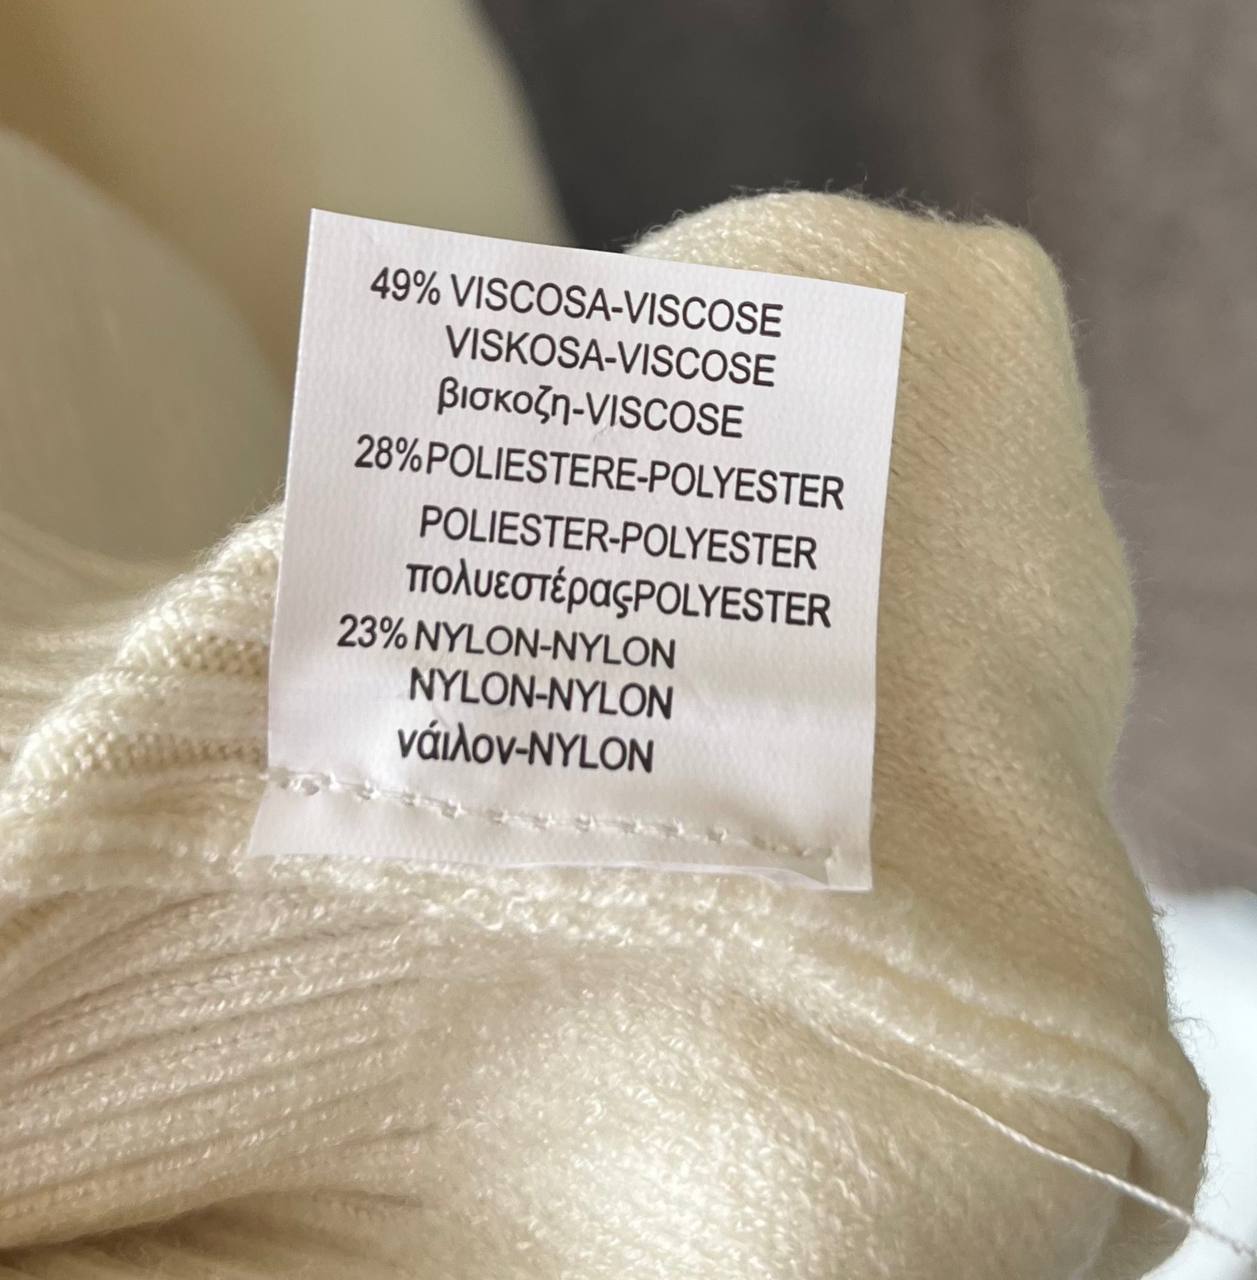 49% VISCOSA-VISCOSE
VISKOSA-VISCOSE
βισκοζη-VISCOSE
28%POLIESTERE-POLYESTER
POLIESTER-POLYESTER
πολυεστέραςPOLYESTER
23% NYLON-NYLON
NYLON-NYLON
νάιλον-NYLON